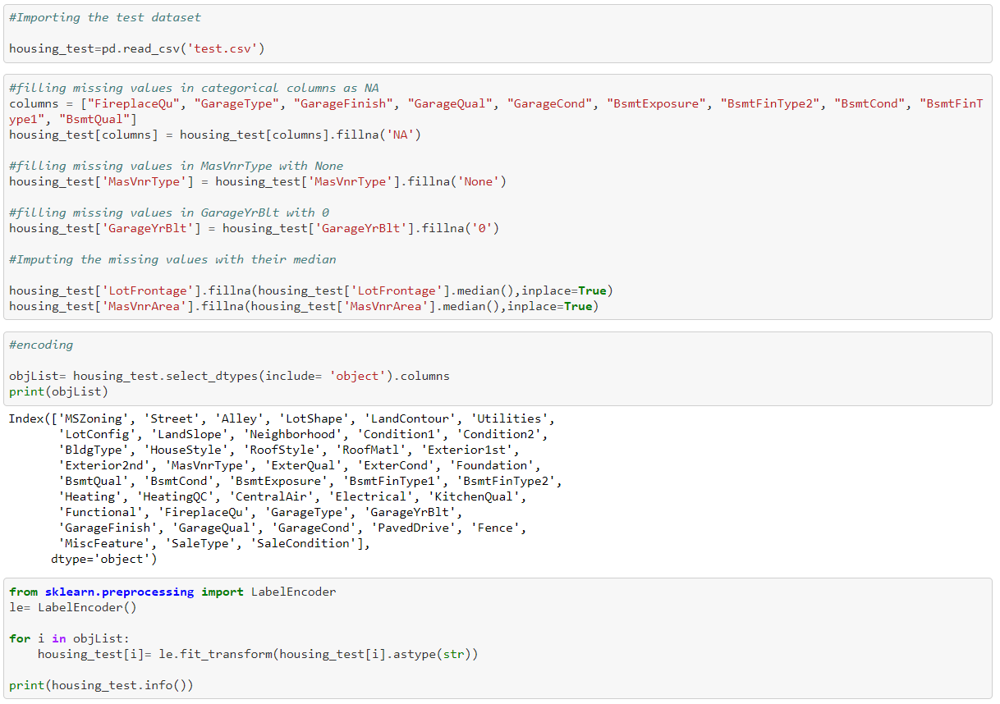 #Importing the test dataset
housing_test=pd.read_csv('test.csv')
#filling missing values in categorical columns as NA
columns = ["FireplaceQu", "GarageType", "GarageFinish", "GarageQual", "GarageCond", "BsmtExposure", "BsmtFinType2", "BsmtCond", "BsmtFinT
ype1", "BsmtQual"]
housing_test[columns] = housing_test[columns].fillna('NA')
#filling missing values in MasVnrType with None
housing_test['MasVnrType'] = housing_test['MasVnrType'].fillna('None')
#filling missing values in GarageYrBlt with 0
housing_test['GarageYrBlt'] = housing_test['GarageYrBlt'].fillna('0')
#Imputing the missing values with their median
housing_test['LotFrontage'].fillna(housing_test['LotFrontage'].median(),inplace=True)
housing_test['MasVnrArea'].fillna(housing_test['MasVnrArea'].median(),inplace=True)
#encoding
objList= housing_test.select_dtypes(include= 'object').columns
print(objList)
Index(['MSZoning', 'Street', 'Alley', 'LotShape', 'LandContour', 'Utilities',
'LotConfig', 'LandSlope', 'Neighborhood', 'Condition1', 'Condition2',
'BldgType', 'HouseStyle', 'RoofStyle', 'RoofMatl', 'Exterior1st',
'Exterior2nd', 'MasVnrType', 'ExterQual', 'ExterCond', 'Foundation',
'BsmtQual', 'BsmtCond', 'BsmtExposure', 'BsmtFinType1', 'BsmtFinType2',
'Heating', 'HeatingQC', 'CentralAir', 'Electrical', 'KitchenQual',
'Functional', 'FireplaceQu', 'GarageType', 'GarageYrBlt',
'GarageFinish', 'GarageQual', 'GarageCond', 'PavedDrive', 'Fence',
'MiscFeature', 'SaleType', 'SaleCondition'],
dtype='object')
from sklearn.preprocessing import LabelEncoder
le= LabelEncoder()
for i in objList:
housing_test[i]= le.fit_transform(housing_test[i].astype(str))
print(housing_test.info())